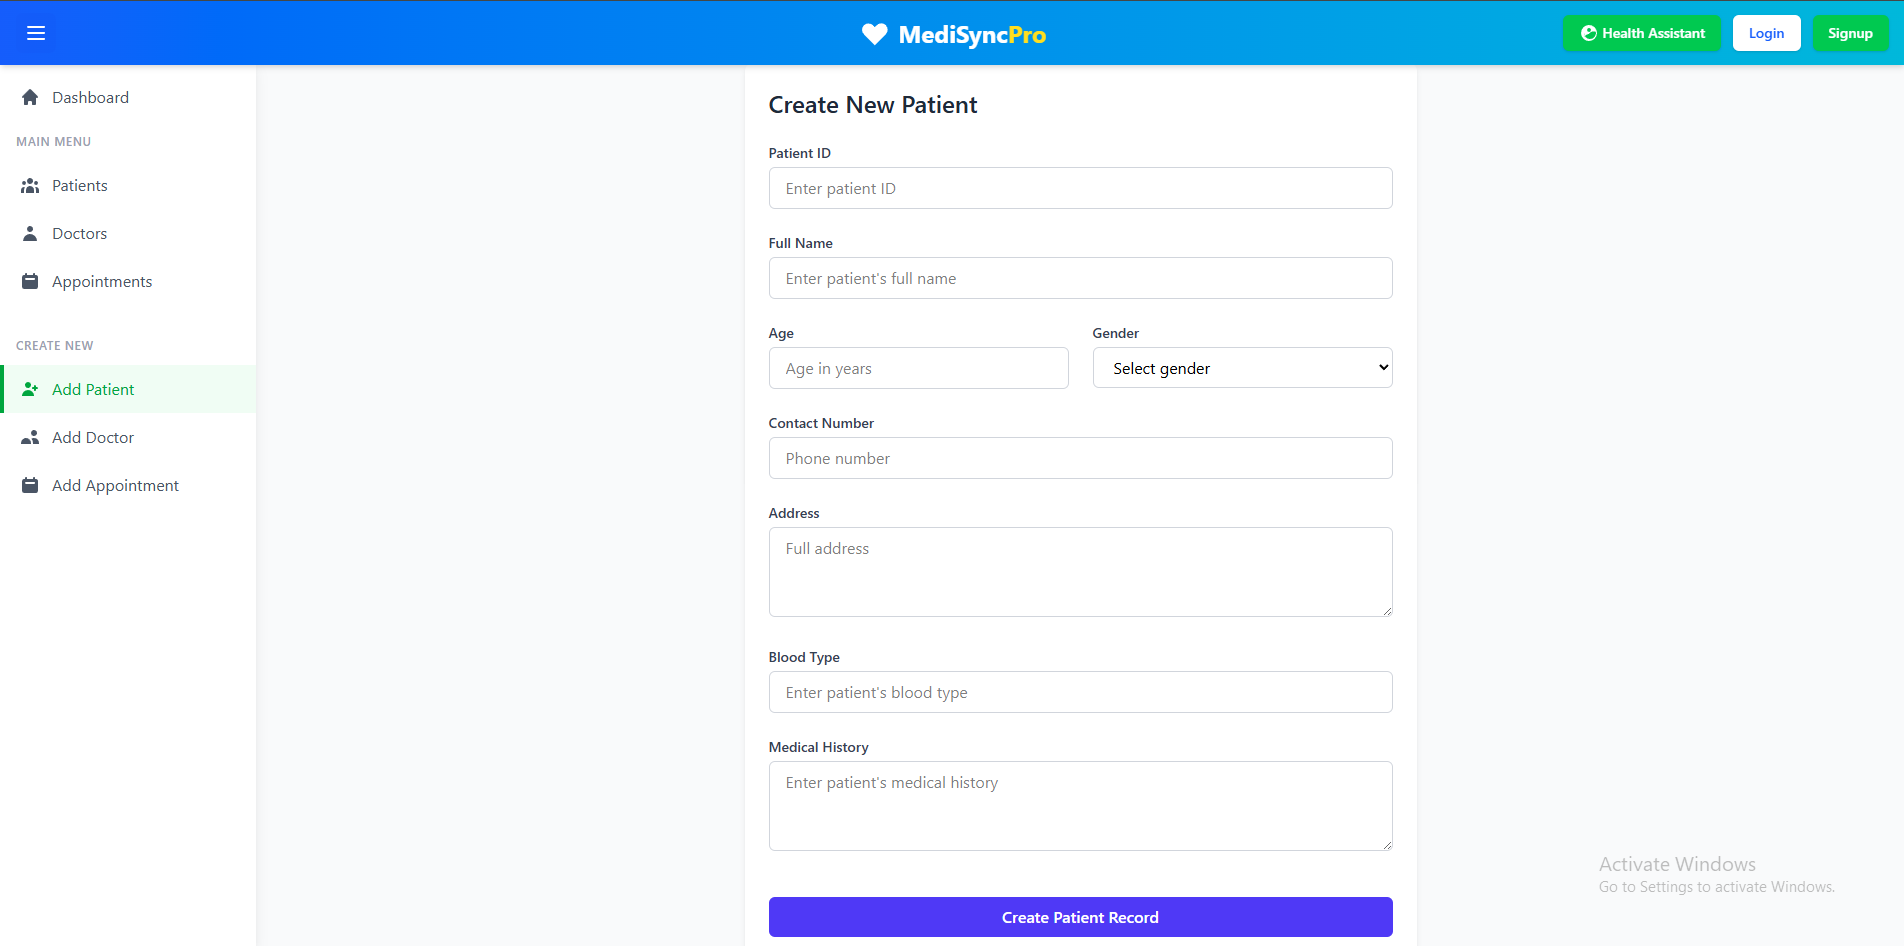 MediSyncPro
Health Assistant
Login
Signup
Dashboard
MAIN MENU
Patients
Doctors
Appointments
CREATE NEW
Add Patient
Add Doctor
Add Appointment
Create New Patient
Patient ID
Enter patient ID
Full Name
Enter patient's full name
Age
Age in years
Gender
Select gender
Contact Number
Phone number
Address
Full address
Blood Type
Enter patient's blood type
Medical History
Enter patient's medical history
Create Patient Record
Activate Windows
Go to Settings to activate Windows.